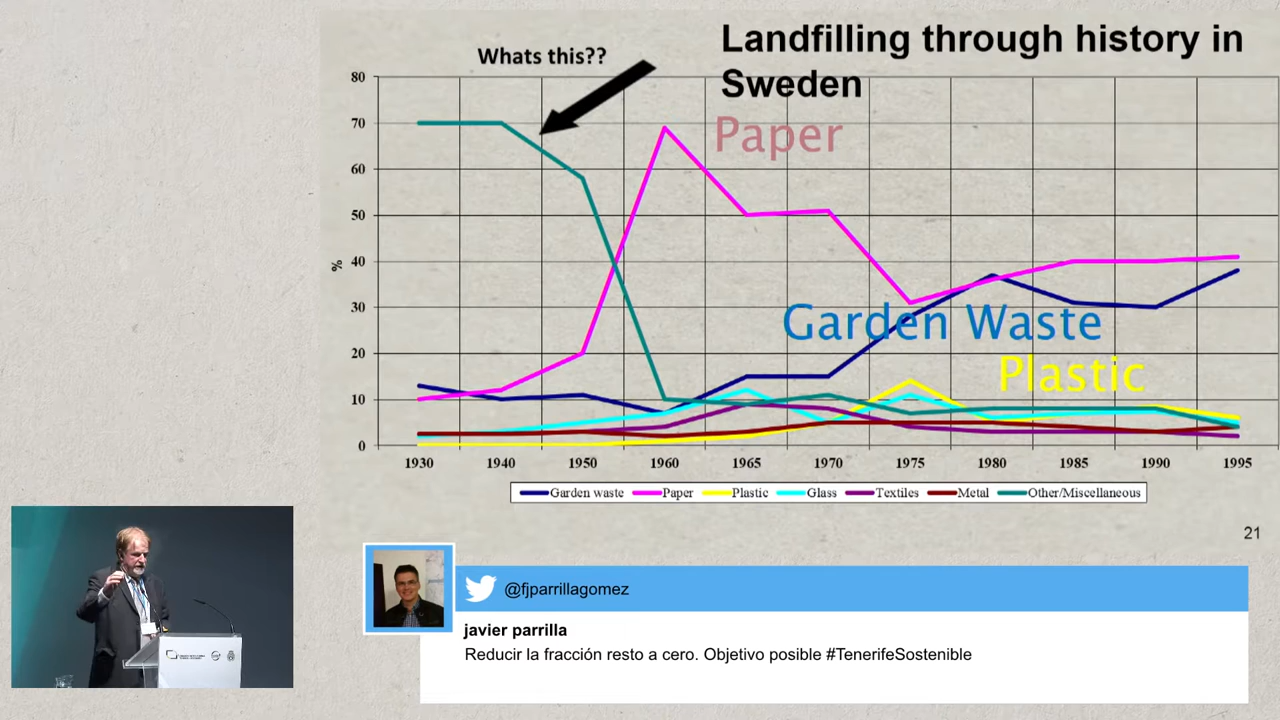 Landfilling through history in
Sweden
Whats this??
Paper
Garden Waste
Plastic
%
80
70
60
50
40
30
20
10
0
1930 1940 1950 1960 1965 1970 1975 1980 1985 1990 1995
Garden waste Paper Plastic Glass Textiles Metal Other/Miscellaneous
21
@fjparrillagomez
javier parrilla
Reducir la fracción resto a cero. Objetivo posible #TenerifeSostenible